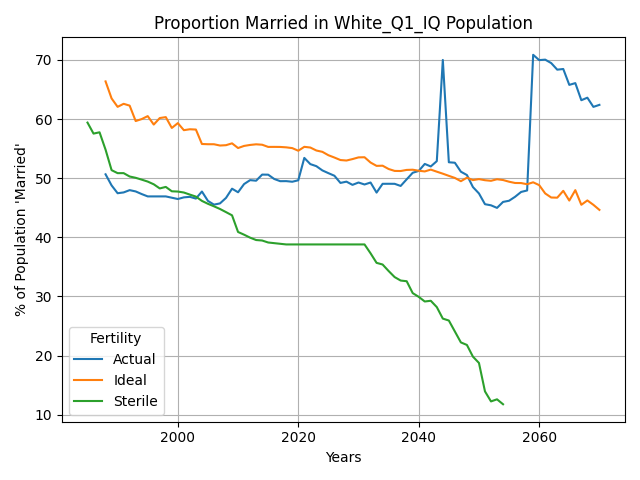 Proportion Married in White_Q1_IQ Population
% of Population 'Married'
70
60
50
40
30
20
10
Fertility
Actual
Ideal
Sterile
2000
2020
2040
2060
Years